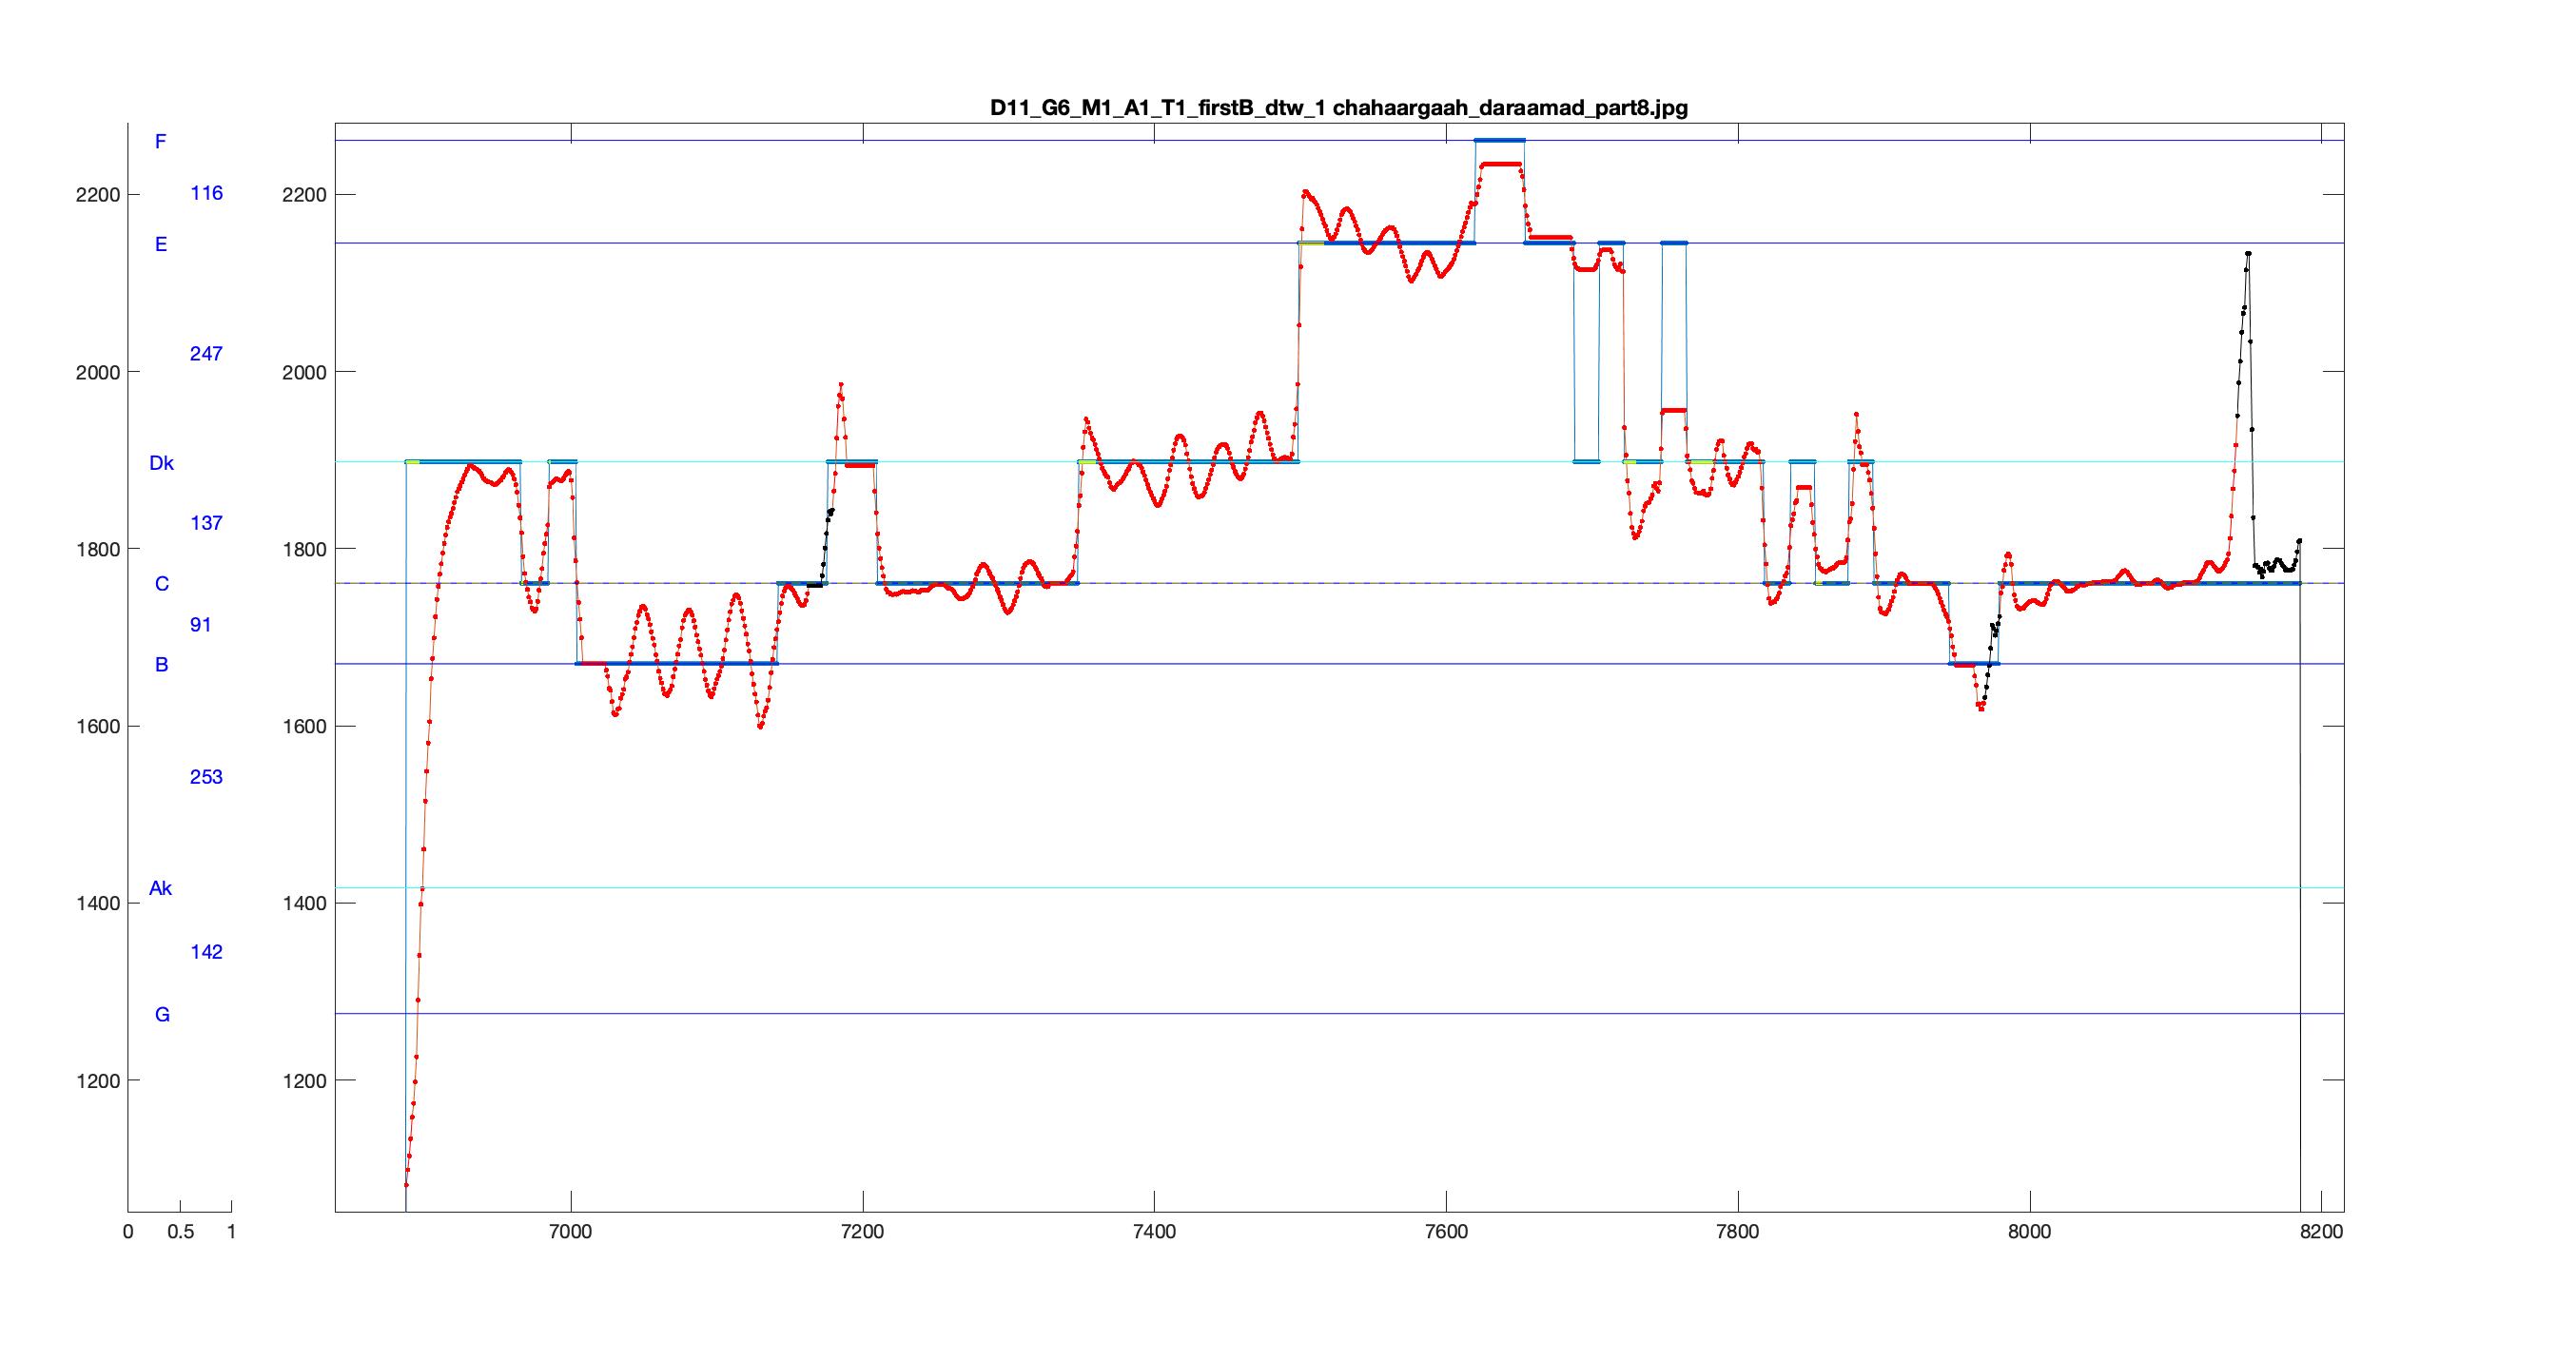 D11_G6_M1_A1_T1_firstB_dtw_1 chahaargaah_daraamad_part8.jpg
F
2200 116 2200
E
247
2000 2000
Dk
137
1800 1800
C
91
B
1600 1600
253
Ak
1400 1400
142
G
1200 1200
0 0.5 1 7000 7200 7400 7600 7800 8000 8200